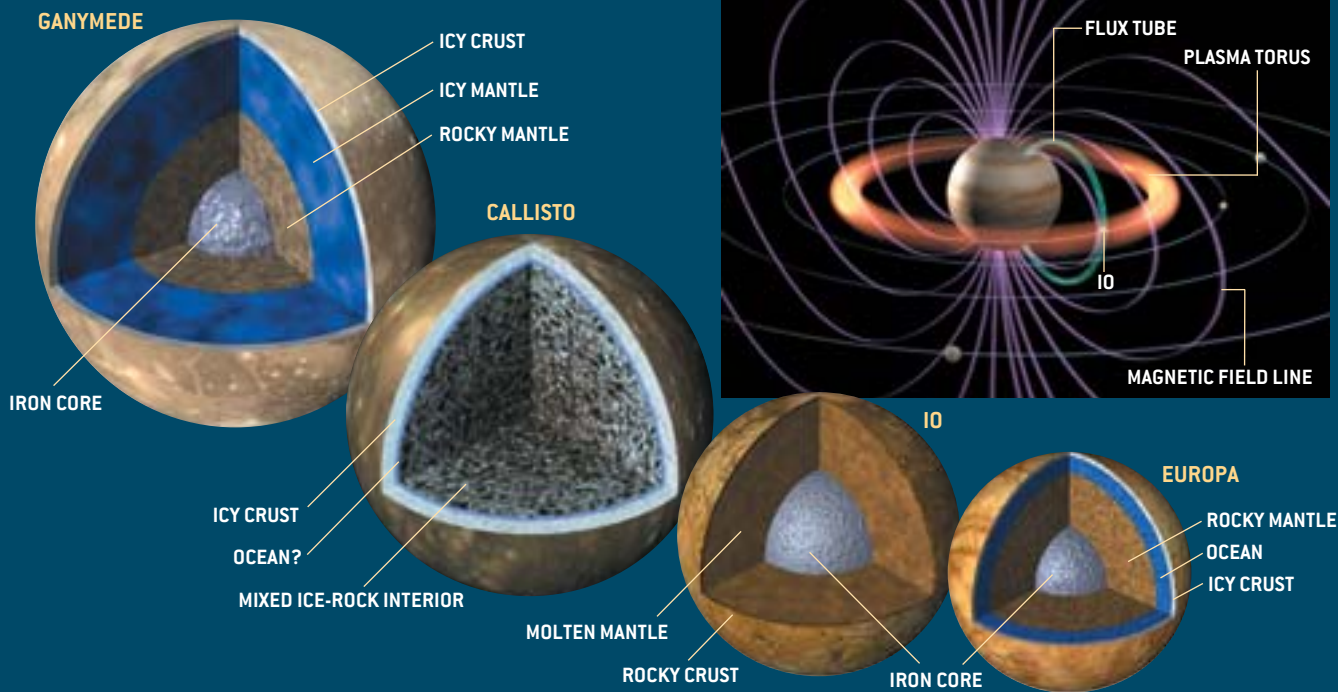 GANYMEDE
ICY CRUST
ICY MANTLE
ROCKY MANTLE
IRON CORE
CALLISTO
ICY CRUST
OCEAN?
MIXED ICE-ROCK INTERIOR
FLUX TUBE
PLASMA TORUS
IO
MAGNETIC FIELD LINE
IO
MOLTEN MANTLE
ROCKY CRUST
IRON CORE
EUROPA
ROCKY MANTLE
OCEAN
ICY CRUST